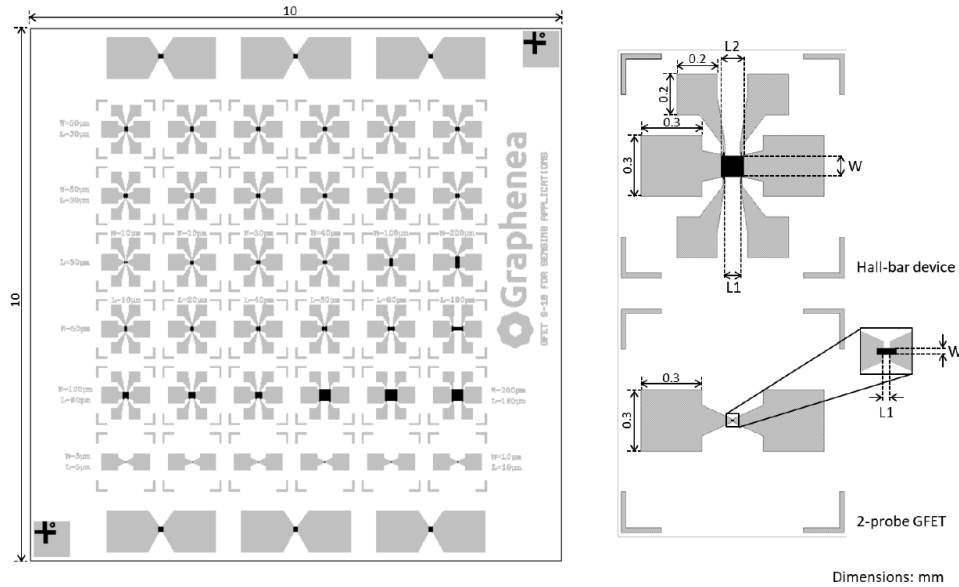 10
10
W=50µm
L=30µm
W=50µm
L=30µm
W=10µm W=20µm W=30µm W=40µm W=100µm W=200µm
L=50µm
L=10µm L=20µm L=40µm L=50µm L=80µm L=180µm
W=50µm
W=100µm
L=80µm
W=200µm
L=180µm
W=3µm
L=5µm
W=10µm
L=10µm
Graphenea
GFET S-10 FOR SENSING APPLICATIONS
L2
0.2
0.2
0.3
0.3
W
L1
Hall-bar device
0.3
0.3
W
L1
2-probe GFET
Dimensions: mm